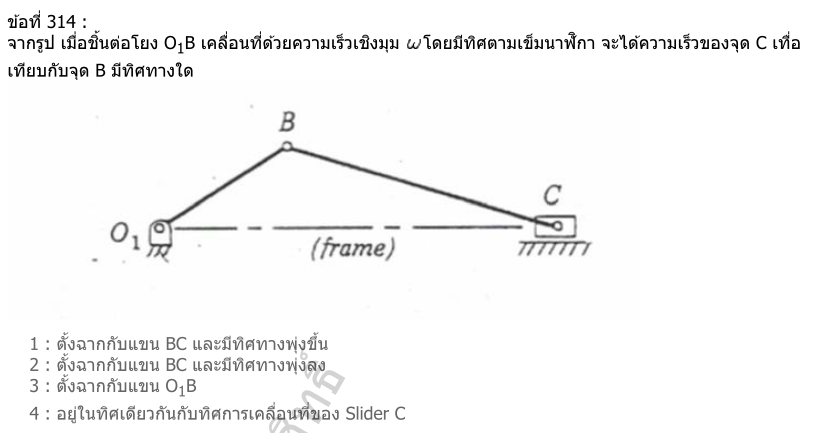 ข้อที่ 314 :
จากรูป เมื่อชิ้นต่อโยง O₁B เคลื่อนที่ด้วยความเร็วเชิงมุม ω โดยมีทิศตามเข็มนาฬิกา จะได้ความเร็วของจุด C เที่อ
เทียบกับจุด B มีทิศทางใด
B
C
O₁
(frame)
1 : ตั้งฉากกับแขน BC และมีทิศทางพุ่งขึ้น
2 : ตั้งฉากกับแขน BC และมีทิศทางพุ่งลง
3 : ตั้งฉากกับแขน O₁B
4 : อยู่ในทิศเดียวกันกับทิศการเคลื่อนที่ของ Slider C